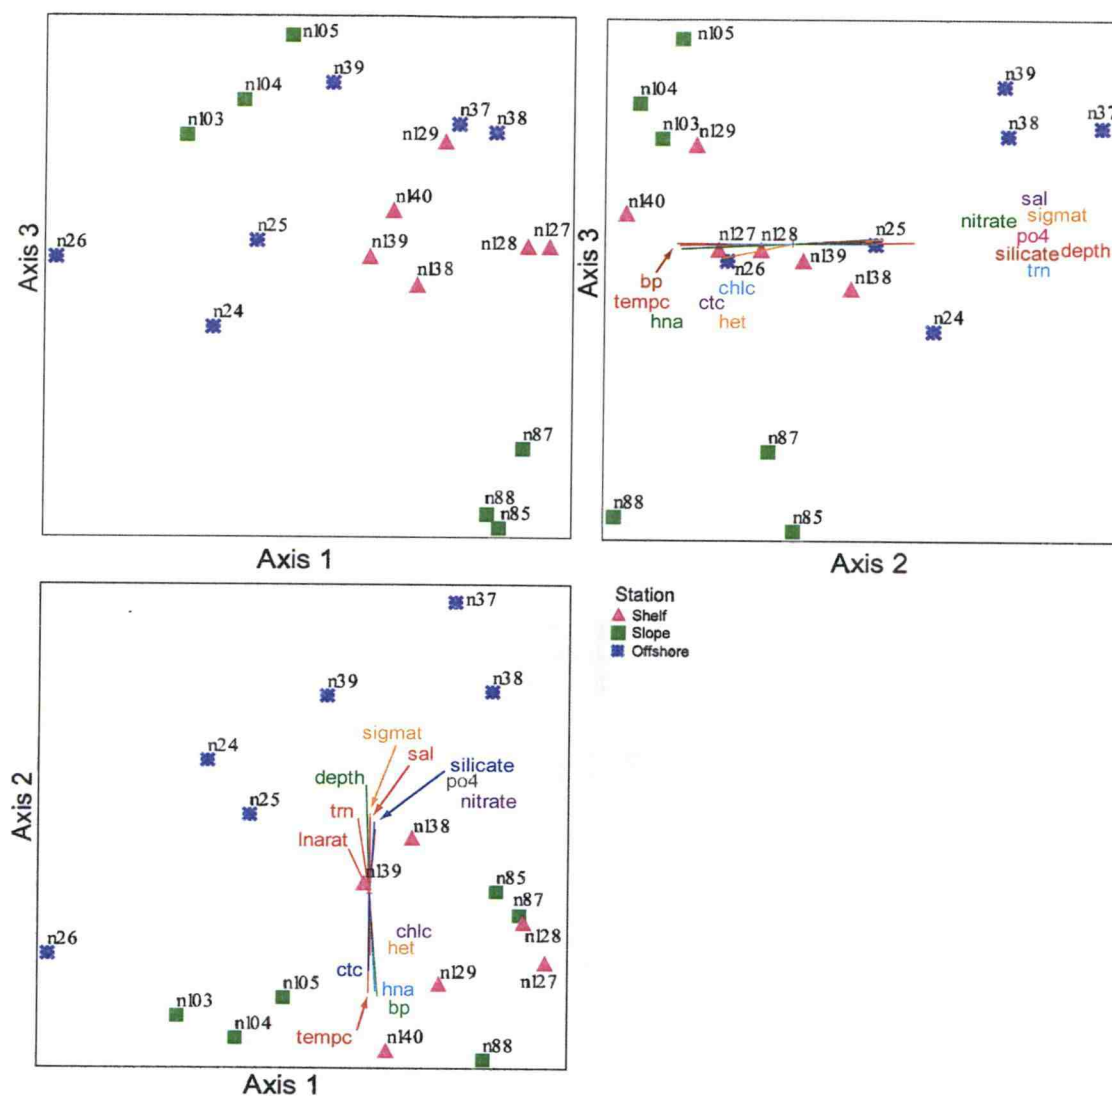 n105
n39
n104
n37
n38
n103
n129
n140
n25
n26
n139
n128
n127
n138
n24
n87
n88
n85
Axis 3
Axis 1
n105
n39
n104
n37
n103
n129
n38
n140
sal
nitrate
sigmat
n127
n128
n25
po4
silicate
depth
n26
n139
trn
bp
chlc
n138
tempc
ctc
hna
het
n24
n87
n88
n85
Axis 3
Axis 2
Station
Shelf
Slope
Offshore
n37
n39
n38
sigmat
n24
sal
silicate
depth
po4
nitrate
n25
trn
n138
lnarat
n139
n85
n87
chlc
n128
n26
het
ctc
n129
n127
n105
hna
n103
bp
n104
tempc
n140
n88
Axis 2
Axis 1